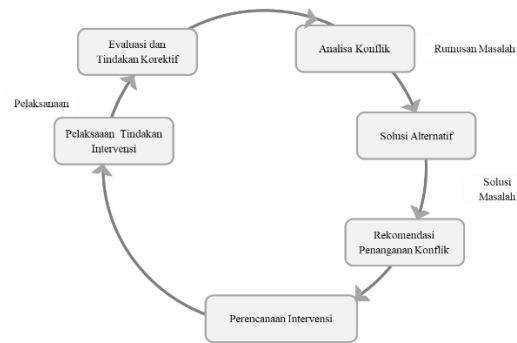 Evaluasi dan
Tindakan Korektif
Analisa Konflik
Rumusan Masalah
Pelaksanaan
Pelaksaaan Tindakan
Intervensi
Solusi Alternatif
Solusi
Masalah
Rekomendasi
Penanganan Konflik
Perencanaan Intervensi